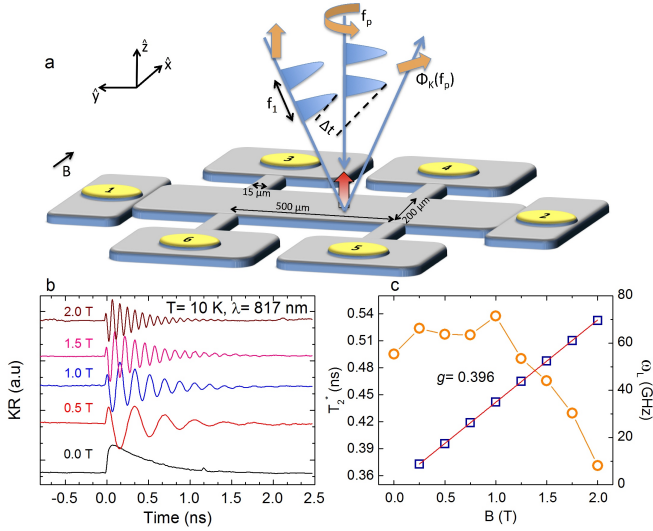 a
ẑ
x̂
ŷ
B
f₁
Δt
fₚ
Φ_K(fₚ)
1
2
3
4
5
6
15 μm
500 μm
200 μm
b
T= 10 K, λ= 817 nm
2.0 T
1.5 T
1.0 T
0.5 T
0.0 T
KR (a.u)
-0.5 0.0 0.5 1.0 1.5 2.0 2.5
Time (ns)
c
0.54
0.51
0.48
0.45
0.42
0.39
0.36
T₂* (ns)
g= 0.396
80
70
60
50
40
30
20
10
0
ω_L (GHz)
0.0 0.5 1.0 1.5 2.0
B (T)